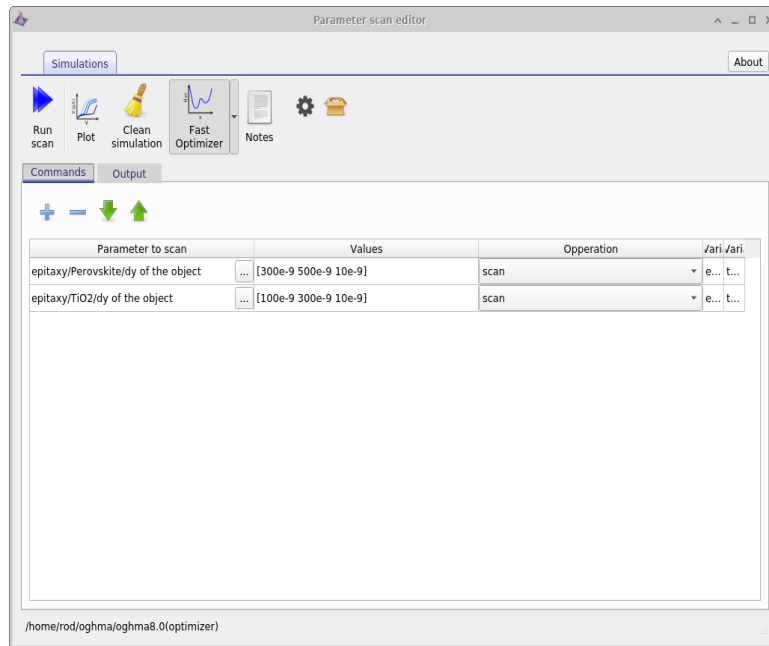 Parameter scan editor
Simulations
About
Run scan
Plot
Clean simulation
Fast Optimizer
Notes
Commands
Output
Parameter to scan
Values
Opperation
epitaxy/Perovskite/dy of the object
...
[300e-9 500e-9 10e-9]
scan
e...
t...
epitaxy/TiO2/dy of the object
...
[100e-9 300e-9 10e-9]
scan
e...
t...
/home/rod/oghma/oghma8.0(optimizer)